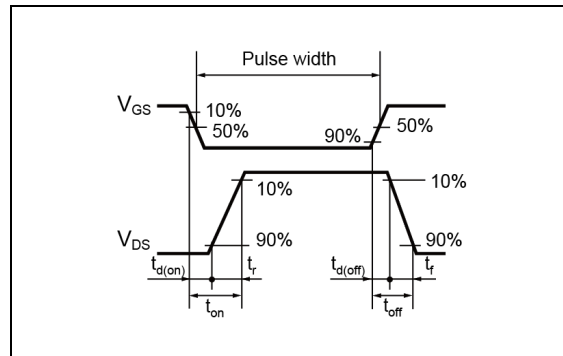 Pulse width
VGS
10%
50%
90%
50%
10%
10%
VDS
90%
90%
td(on)
tr
td(off)
tf
ton
toff